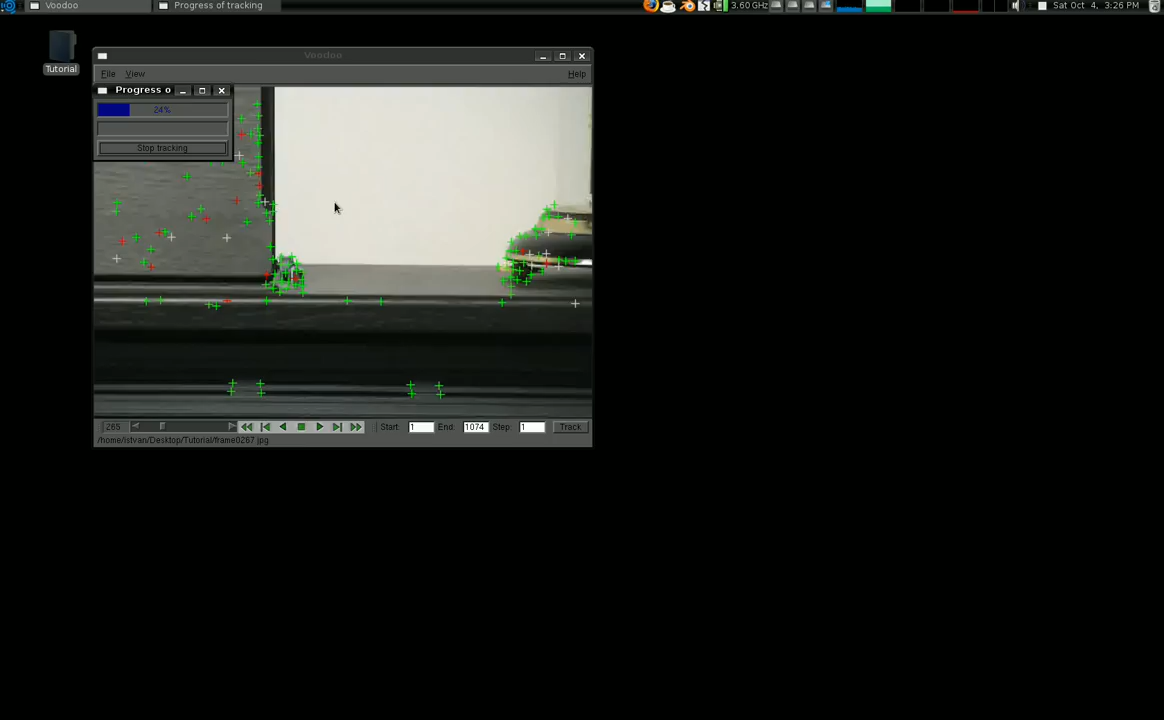 Voodoo
Progress of tracking
3.60 GHz
Sat Oct 4, 3:26 PM
Tutorial
Voodoo
File View Help
Progress o
24%
Stop tracking
265 Start: 1 End: 1074 Step: 1 Track
/home/istvan/Desktop/Tutorial/frame0267.jpg